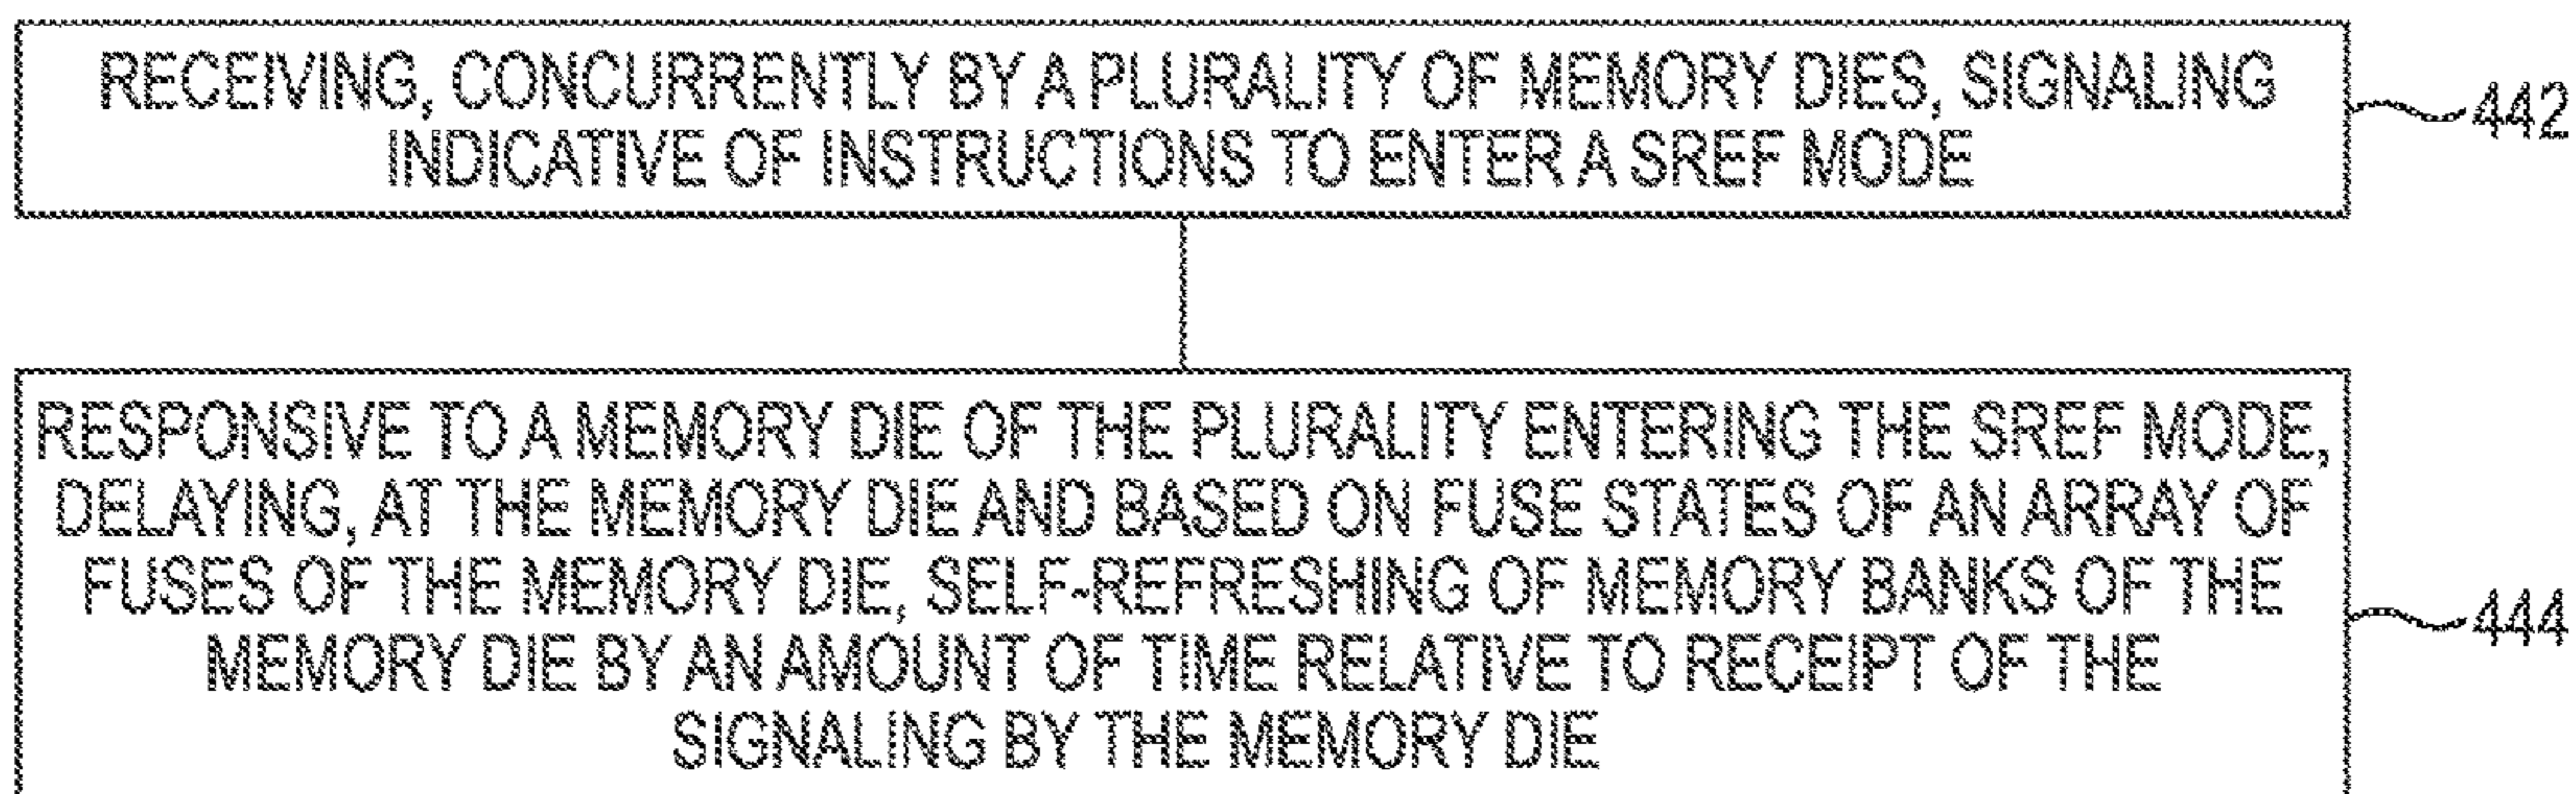 RECEIVING, CONCURRENTLY BY A PLURALITY OF MEMORY DIES, SIGNALING
INDICATIVE OF INSTRUCTIONS TO ENTER A SREF MODE
442
RESPONSIVE TO A MEMORY DIE OF THE PLURALITY ENTERING THE SREF MODE,
DELAYING, AT THE MEMORY DIE AND BASED ON FUSE STATES OF AN ARRAY OF
FUSES OF THE MEMORY DIE, SELF-REFRESHING OF MEMORY BANKS OF THE
MEMORY DIE BY AN AMOUNT OF TIME RELATIVE TO RECEIPT OF THE
SIGNALING BY THE MEMORY DIE
444